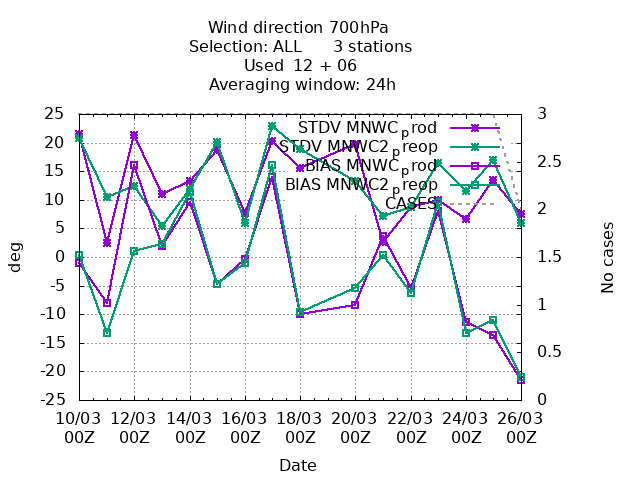 Wind direction 700hPa
Selection: ALL 3 stations
Used 12 + 06
Averaging window: 24h
25
20
15
10
5
0
-5
-10
-15
-20
-25
deg
3
2.5
2
1.5
1
0.5
0
No cases
STDV MNWC_prod
STDV MNWC2_preop
BIAS MNWC_prod
BIAS MNWC2_preop
CASES
10/03 12/03 14/03 16/03 18/03 20/03 22/03 24/03 26/03
00Z 00Z 00Z 00Z 00Z 00Z 00Z 00Z 00Z
Date